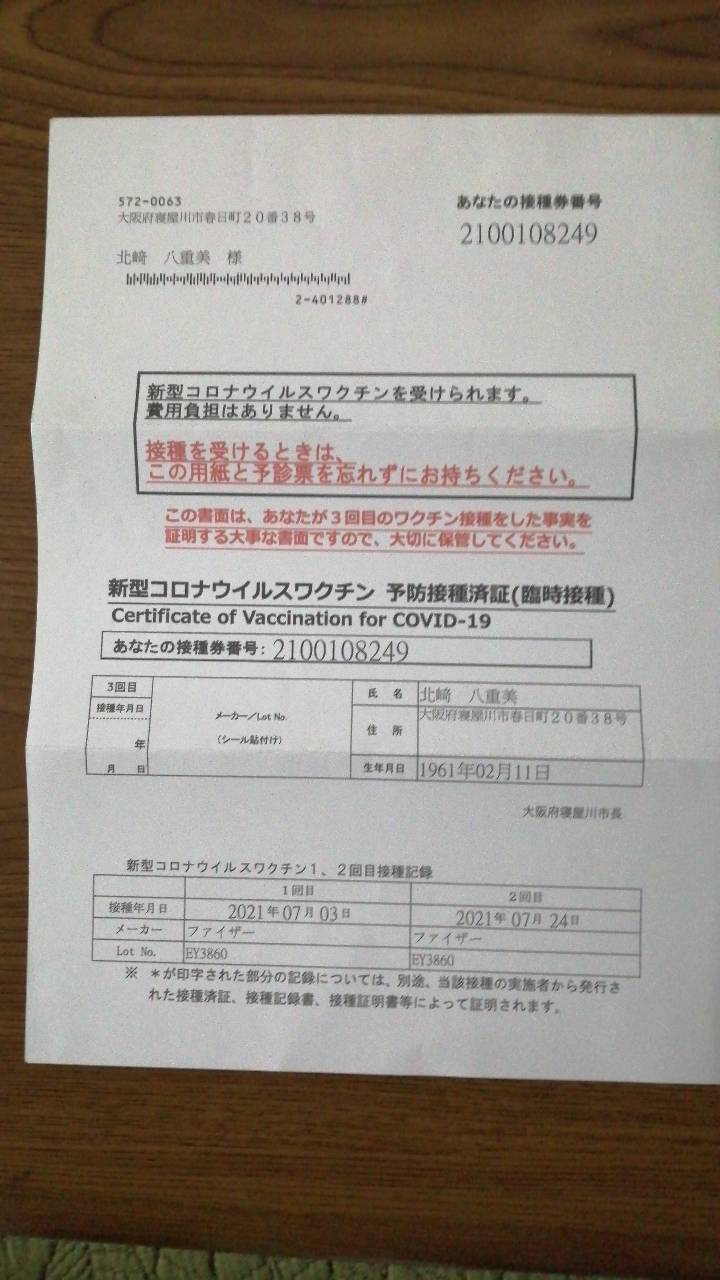 572-0063
大阪府寝屋川市春日町２０番３８号
あなたの接種券番号
2100108249
北﨑　八重美　様
2-401288#
新型コロナウイルスワクチンを受けられます。
費用負担はありません。
接種を受けるときは、
この用紙と予診票を忘れずにお持ちください。
この書面は、あなたが３回目のワクチン接種をした事実を
証明する大事な書面ですので、大切に保管してください。
新型コロナウイルスワクチン 予防接種済証(臨時接種)
Certificate of Vaccination for COVID-19
あなたの接種券番号: 2100108249
３回目
接種年月日
年
月 日
メーカー/Lot No.
(シール貼付け)
氏 名 北﨑　八重美
住 所 大阪府寝屋川市春日町２０番３８号
生年月日 1961年02月11日
大阪府寝屋川市長
新型コロナウイルスワクチン１、２回目接種記録
１回目 ２回目
接種年月日 2021年07月03日 2021年07月24日
メーカー ファイザー ファイザー
Lot No. EY3860 EY3860
※ ＊が印字された部分の記録については、別途、当該接種の実施者から発行さ
れた接種済証、接種記録書、接種証明書等によって証明されます。